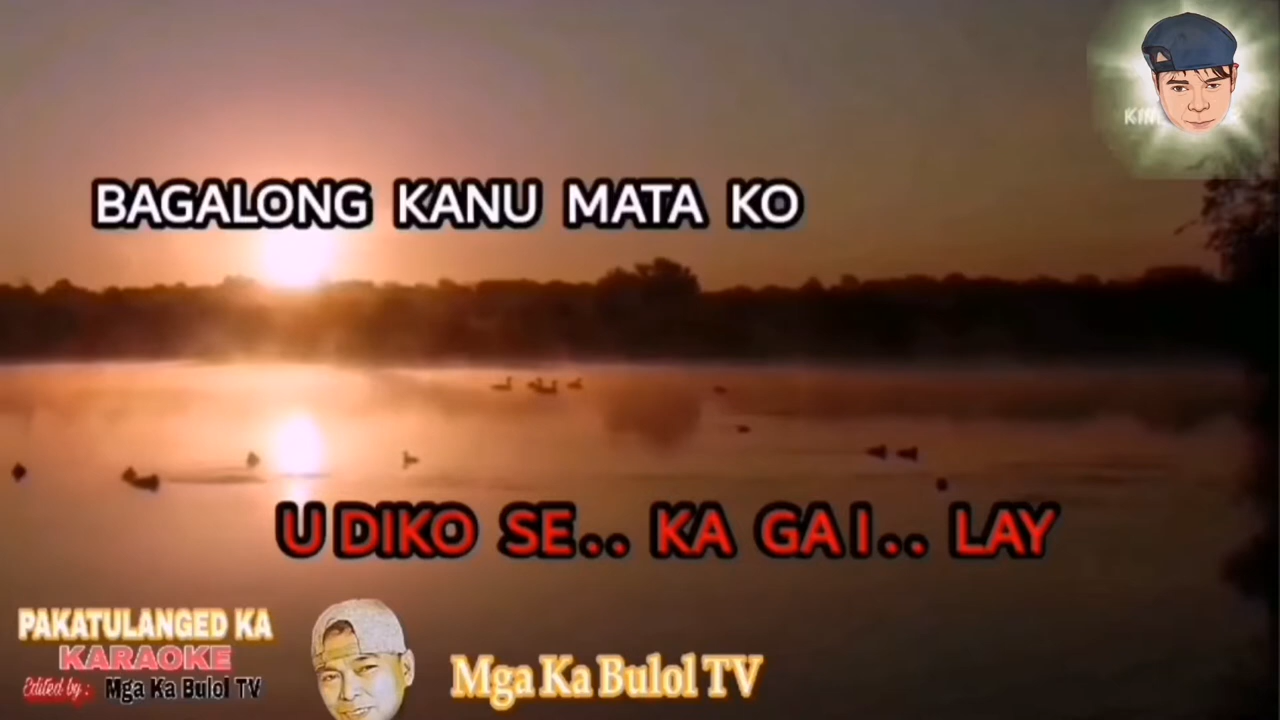 BAGALONG KANU MATA KO
U DIKO SE.. KA GA I.. LAY
PAKATULANGED KA
KARAOKE
Edited by: Mga Ka Bulol TV
Mga Ka Bulol TV